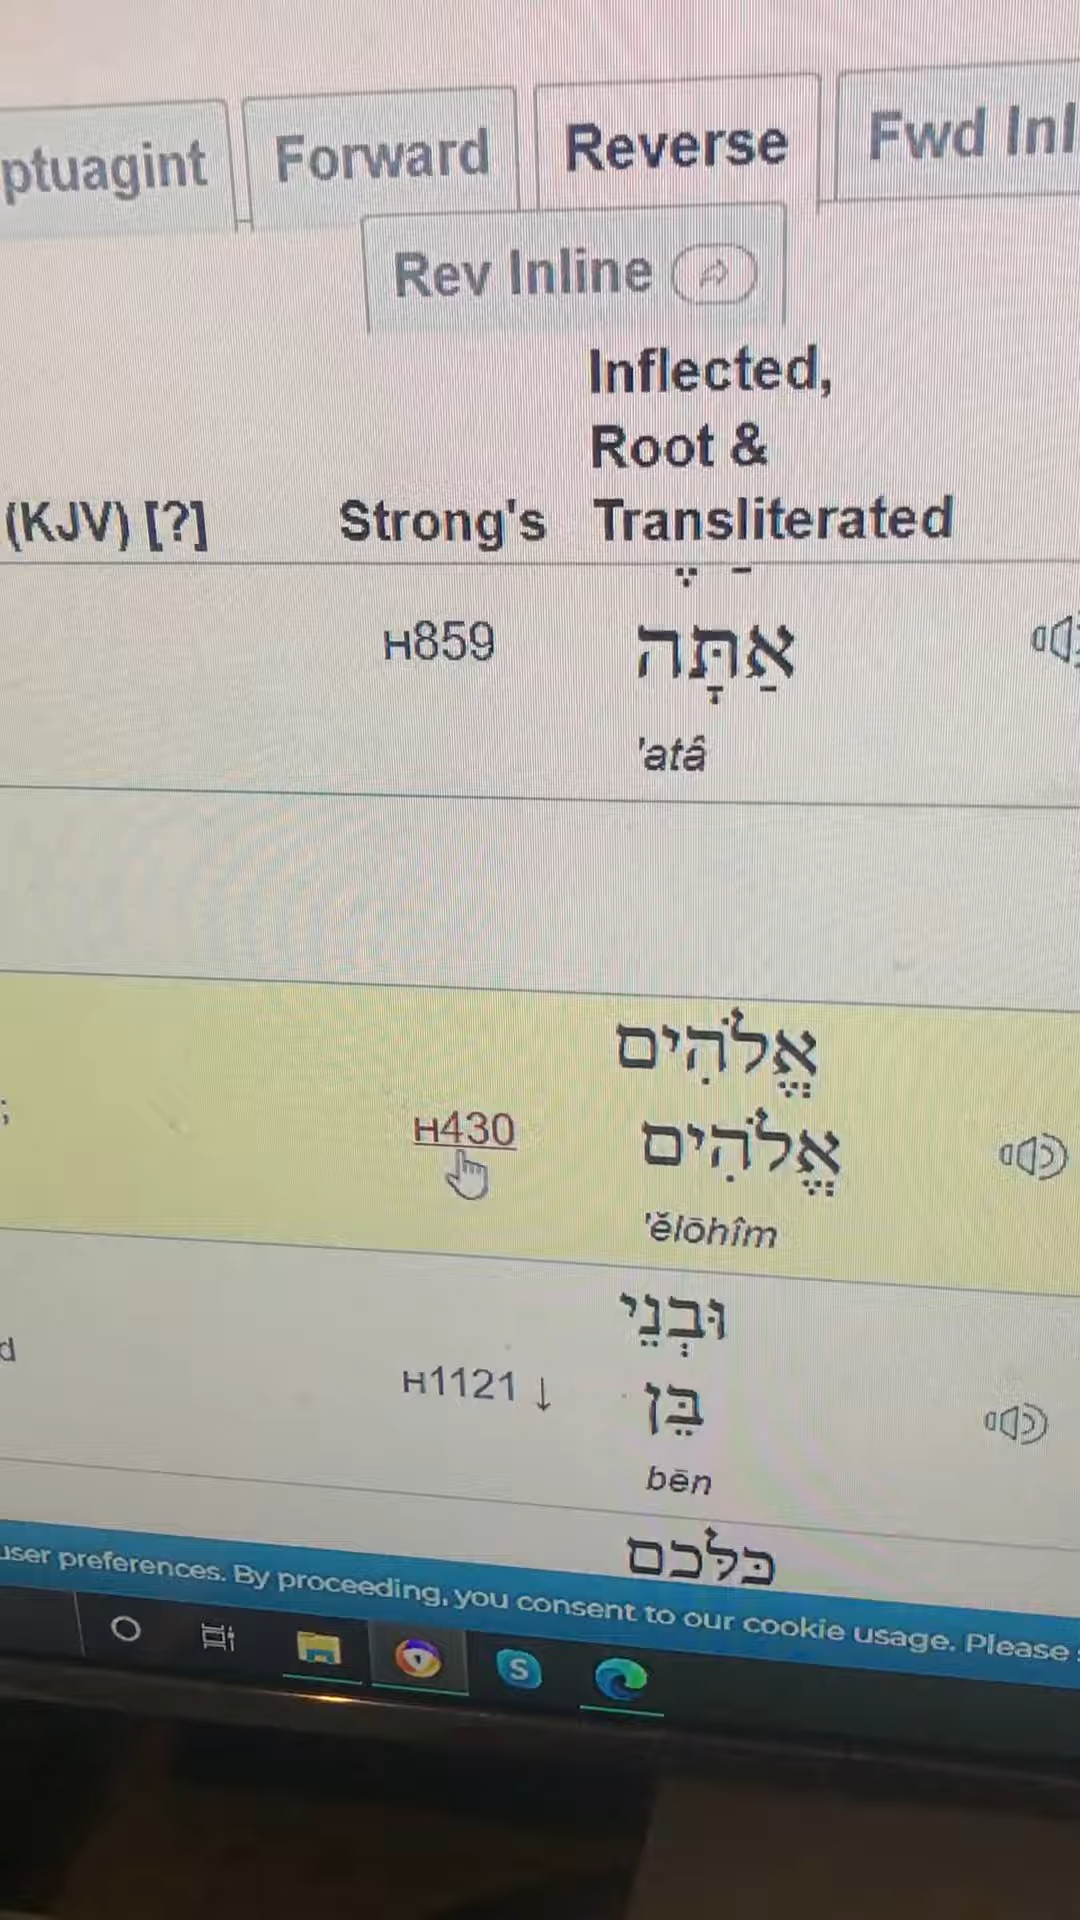 ptuagint
Forward
Reverse
Fwd Inl
Rev Inline
Inflected,
Root &
(KJV) [?] Strong's Transliterated
H859 אַתָּה
'atâ
אֱלֹהִים
; H430 אֱלֹהִים
'ĕlōhîm
וּבְנֵי
d H1121 ↓ בֵּן
bēn
כֻּלְּכֶם
user preferences. By proceeding, you consent to our cookie usage. Please